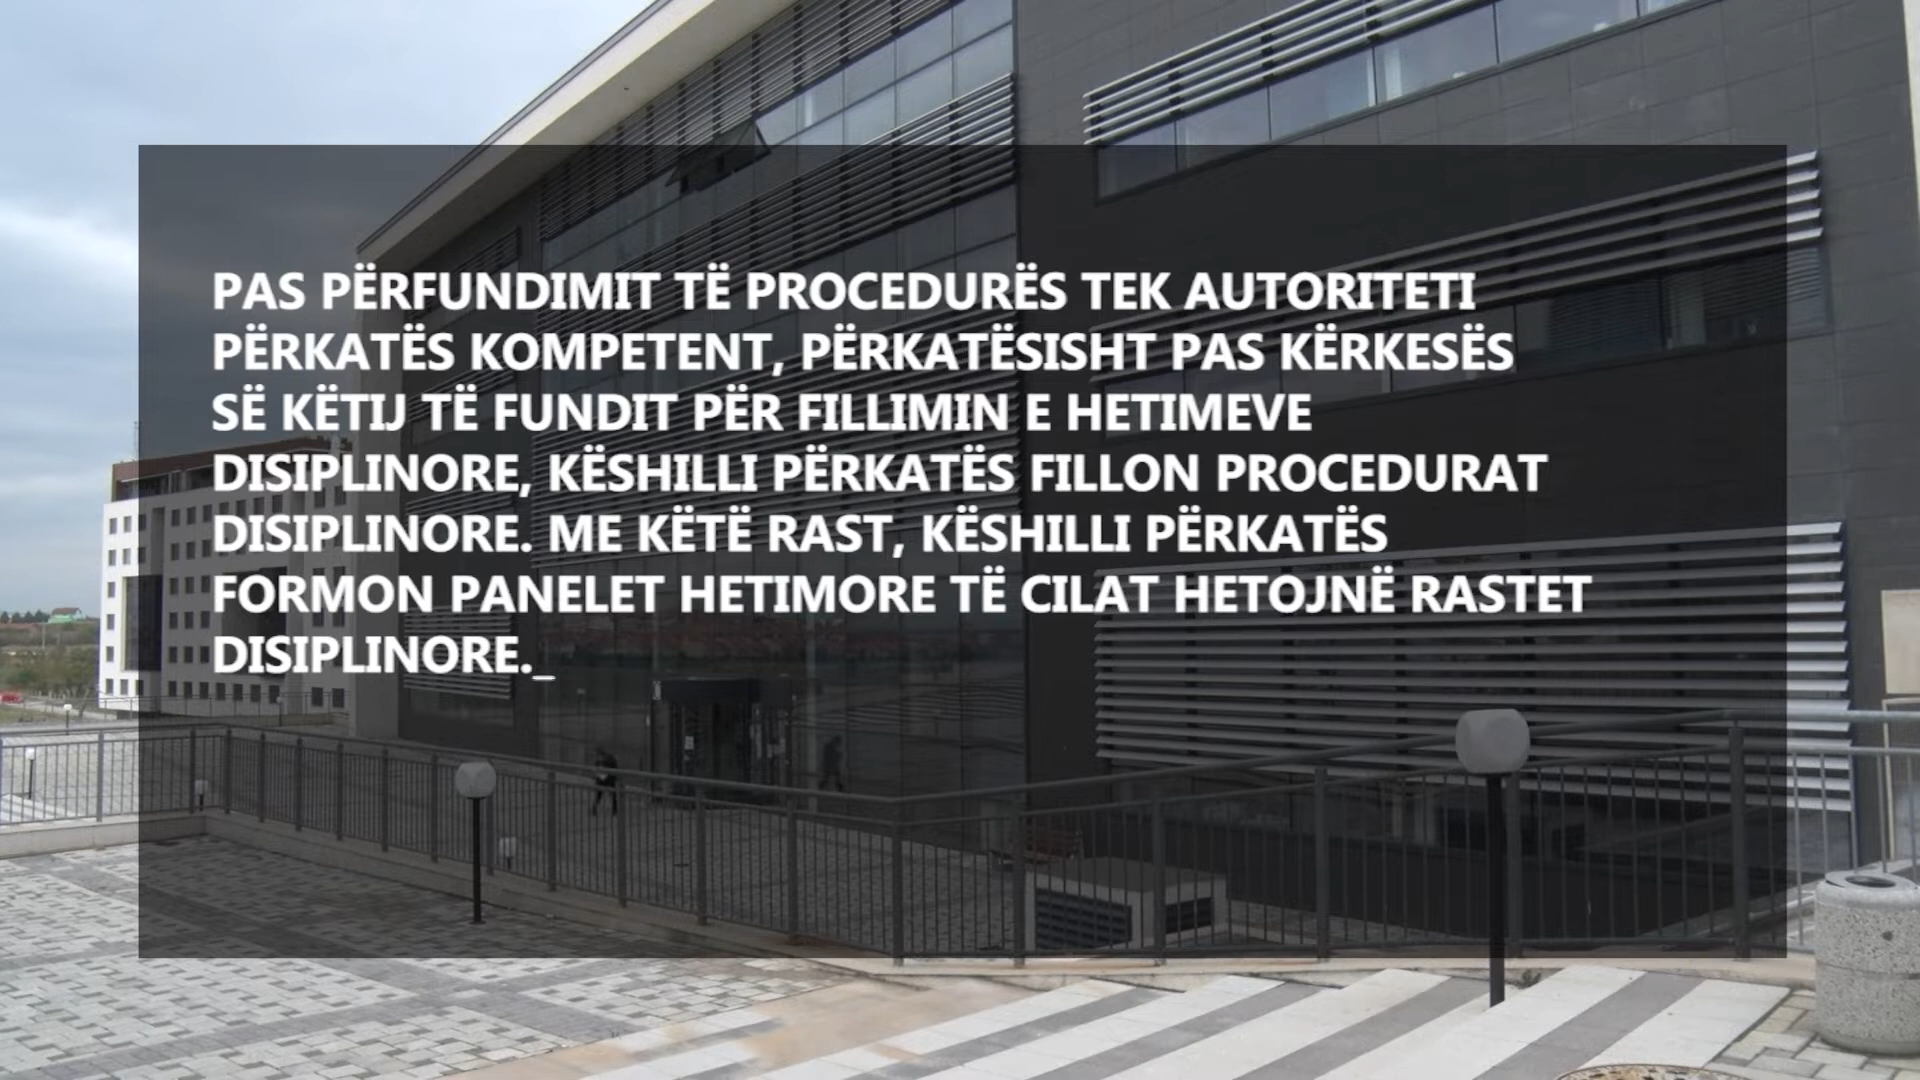 PAS PËRFUNDIMIT TË PROCEDURËS TEK AUTORITETI
PËRKATËS KOMPETENT, PËRKATËSISHT PAS KËRKESËS
SË KËTIJ TË FUNDIT PËR FILLIMIN E HETIMEVE
DISIPLINORE, KËSHILLI PËRKATËS FILLON PROCEDURAT
DISIPLINORE. ME KËTË RAST, KËSHILLI PËRKATËS
FORMON PANELET HETIMORE TË CILAT HETOJNË RASTET
DISIPLINORE._